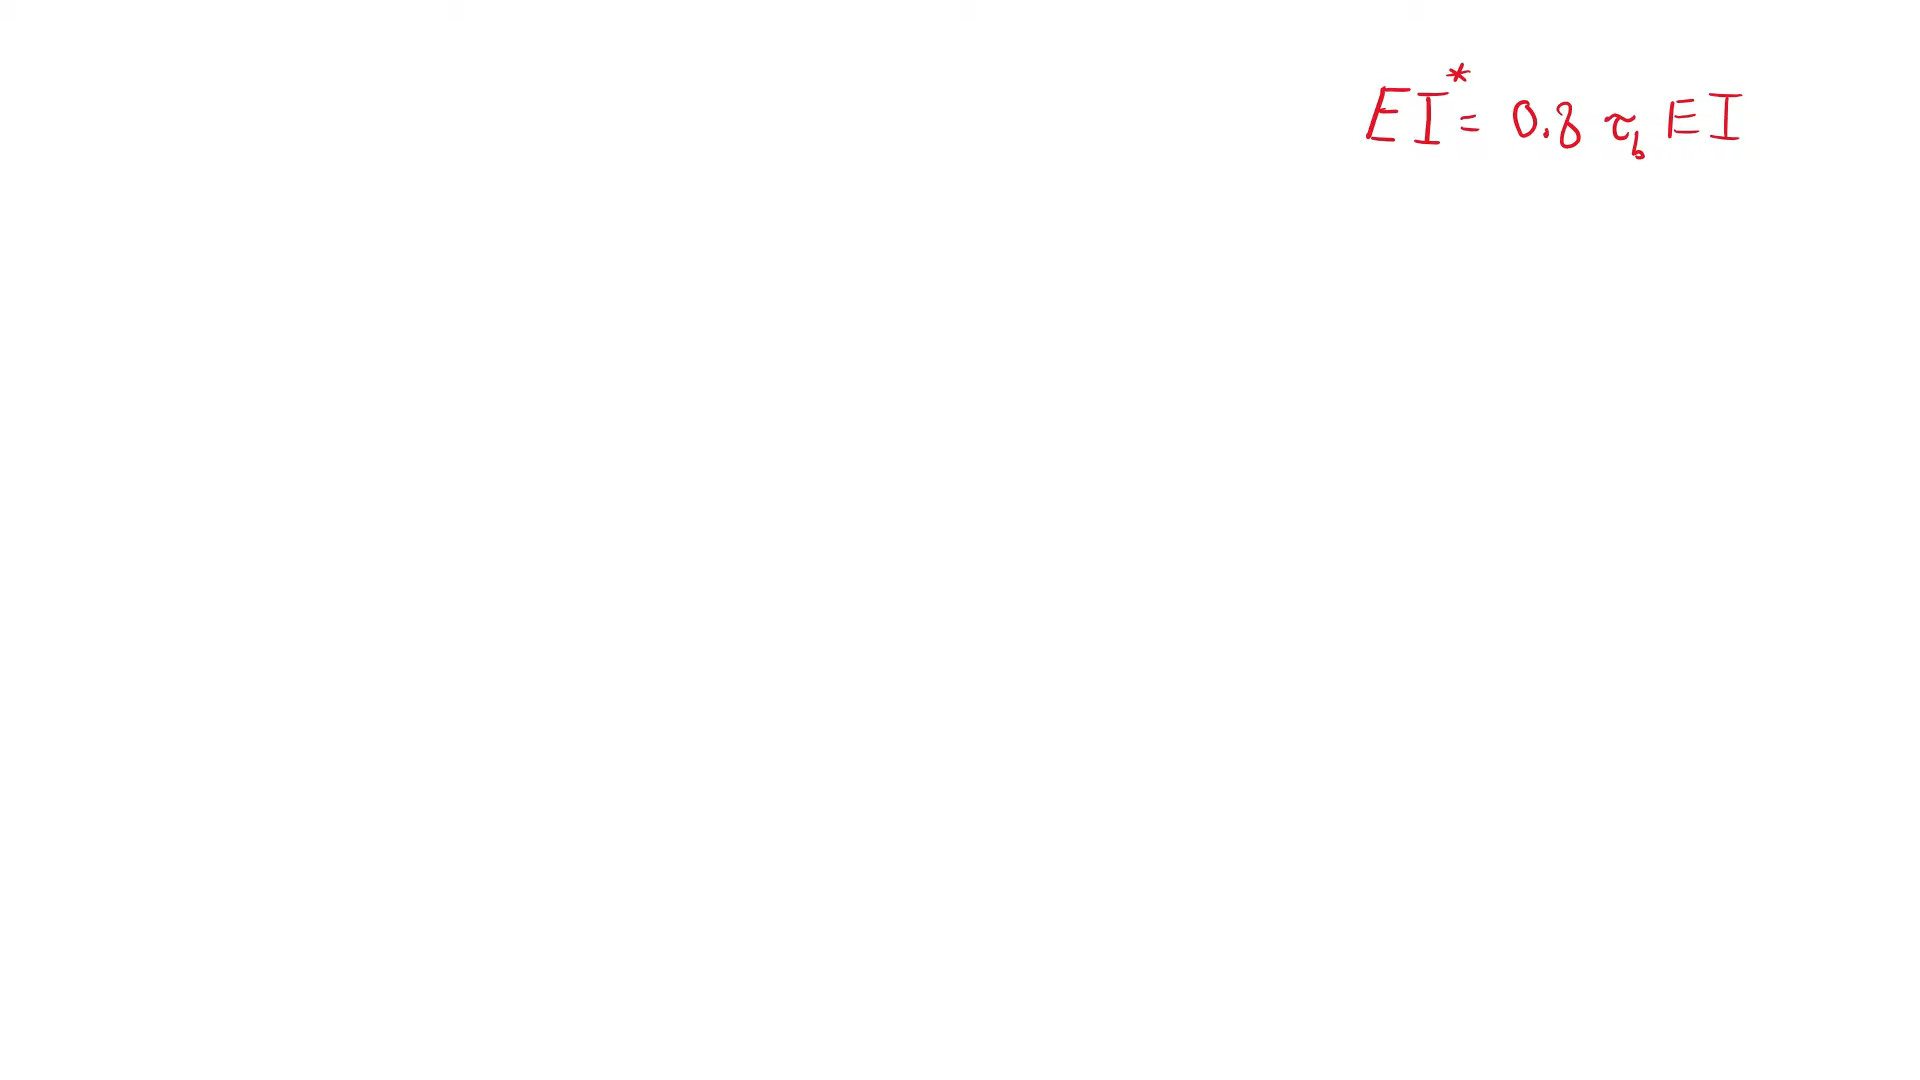 EI* = 0.8 τb EI